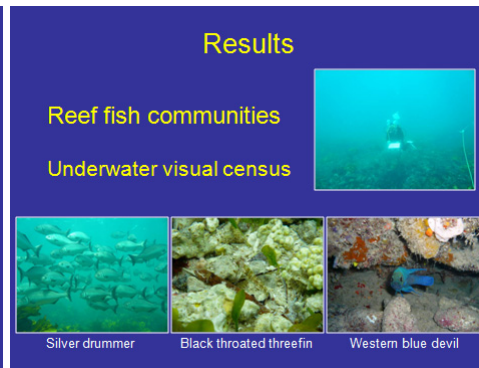 Results
Reef fish communities
Underwater visual census
Silver drummer
Black throated threefin
Western blue devil